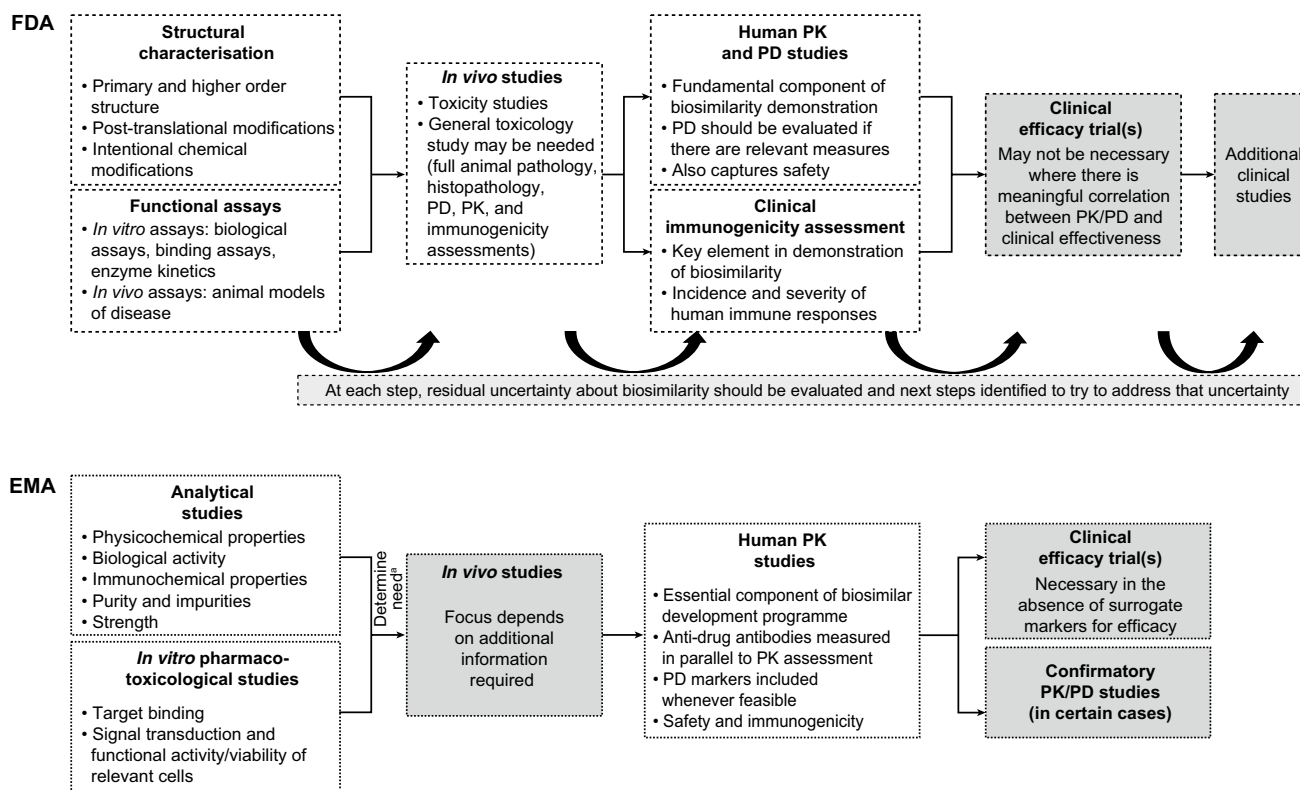 FDA
Structural
characterisation
• Primary and higher order
structure
• Post-translational modifications
• Intentional chemical
modifications
Functional assays
• In vitro assays: biological
assays, binding assays,
enzyme kinetics
• In vivo assays: animal models
of disease
In vivo studies
• Toxicity studies
• General toxicology
study may be needed
(full animal pathology,
histopathology,
PD, PK, and
immunogenicity
assessments)
Human PK
and PD studies
• Fundamental component of
biosimilarity demonstration
• PD should be evaluated if
there are relevant measures
• Also captures safety
Clinical
immunogenicity assessment
• Key element in demonstration
of biosimilarity
• Incidence and severity of
human immune responses
Clinical
efficacy trial(s)
May not be necessary
where there is
meaningful correlation
between PK/PD and
clinical effectiveness
Additional
clinical
studies
At each step, residual uncertainty about biosimilarity should be evaluated and next steps identified to try to address that uncertainty
EMA
Analytical
studies
• Physicochemical properties
• Biological activity
• Immunochemical properties
• Purity and impurities
• Strength
In vitro pharmaco-
toxicological studies
• Target binding
• Signal transduction and
functional activity/viability of
relevant cells
Determine
needᵃ
In vivo studies
Focus depends
on additional
information
required
Human PK
studies
• Essential component of biosimilar
development programme
• Anti-drug antibodies measured
in parallel to PK assessment
• PD markers included
whenever feasible
• Safety and immunogenicity
Clinical
efficacy trial(s)
Necessary in the
absence of surrogate
markers for efficacy
Confirmatory
PK/PD studies
(in certain cases)